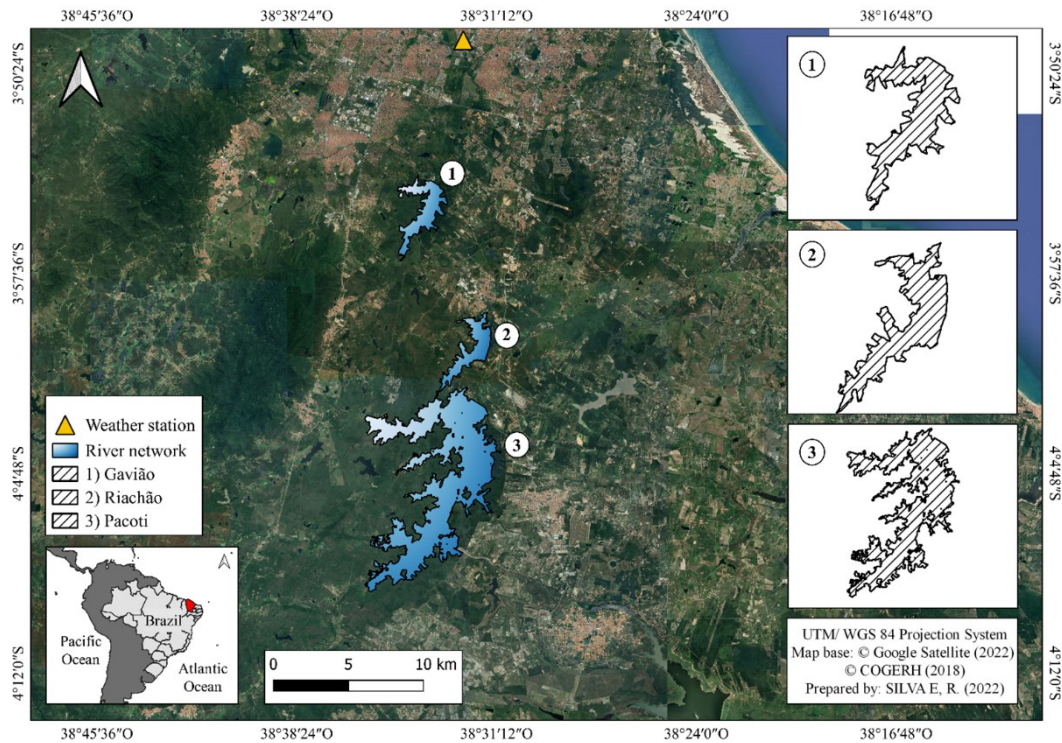 38°45'36"W 38°38'24"W 38°31'12"W 38°24'0"W 38°16'48"W
3°50'24"S
3°57'36"S
4°4'48"S
4°12'0"S
1
2
3
Weather station
River network
1) Gavião
2) Riachão
3) Pacoti
Brazil
Pacific
Ocean
Atlantic
Ocean
0 5 10 km
1
2
3
UTM/ WGS 84 Projection System
Map base: © Google Satellite (2022)
© COGERH (2018)
Prepared by: SILVA E, R. (2022)
3°50'24"S
3°57'36"S
4°4'48"S
4°12'0"S
38°45'36"W 38°38'24"W 38°31'12"W 38°24'0"W 38°16'48"W